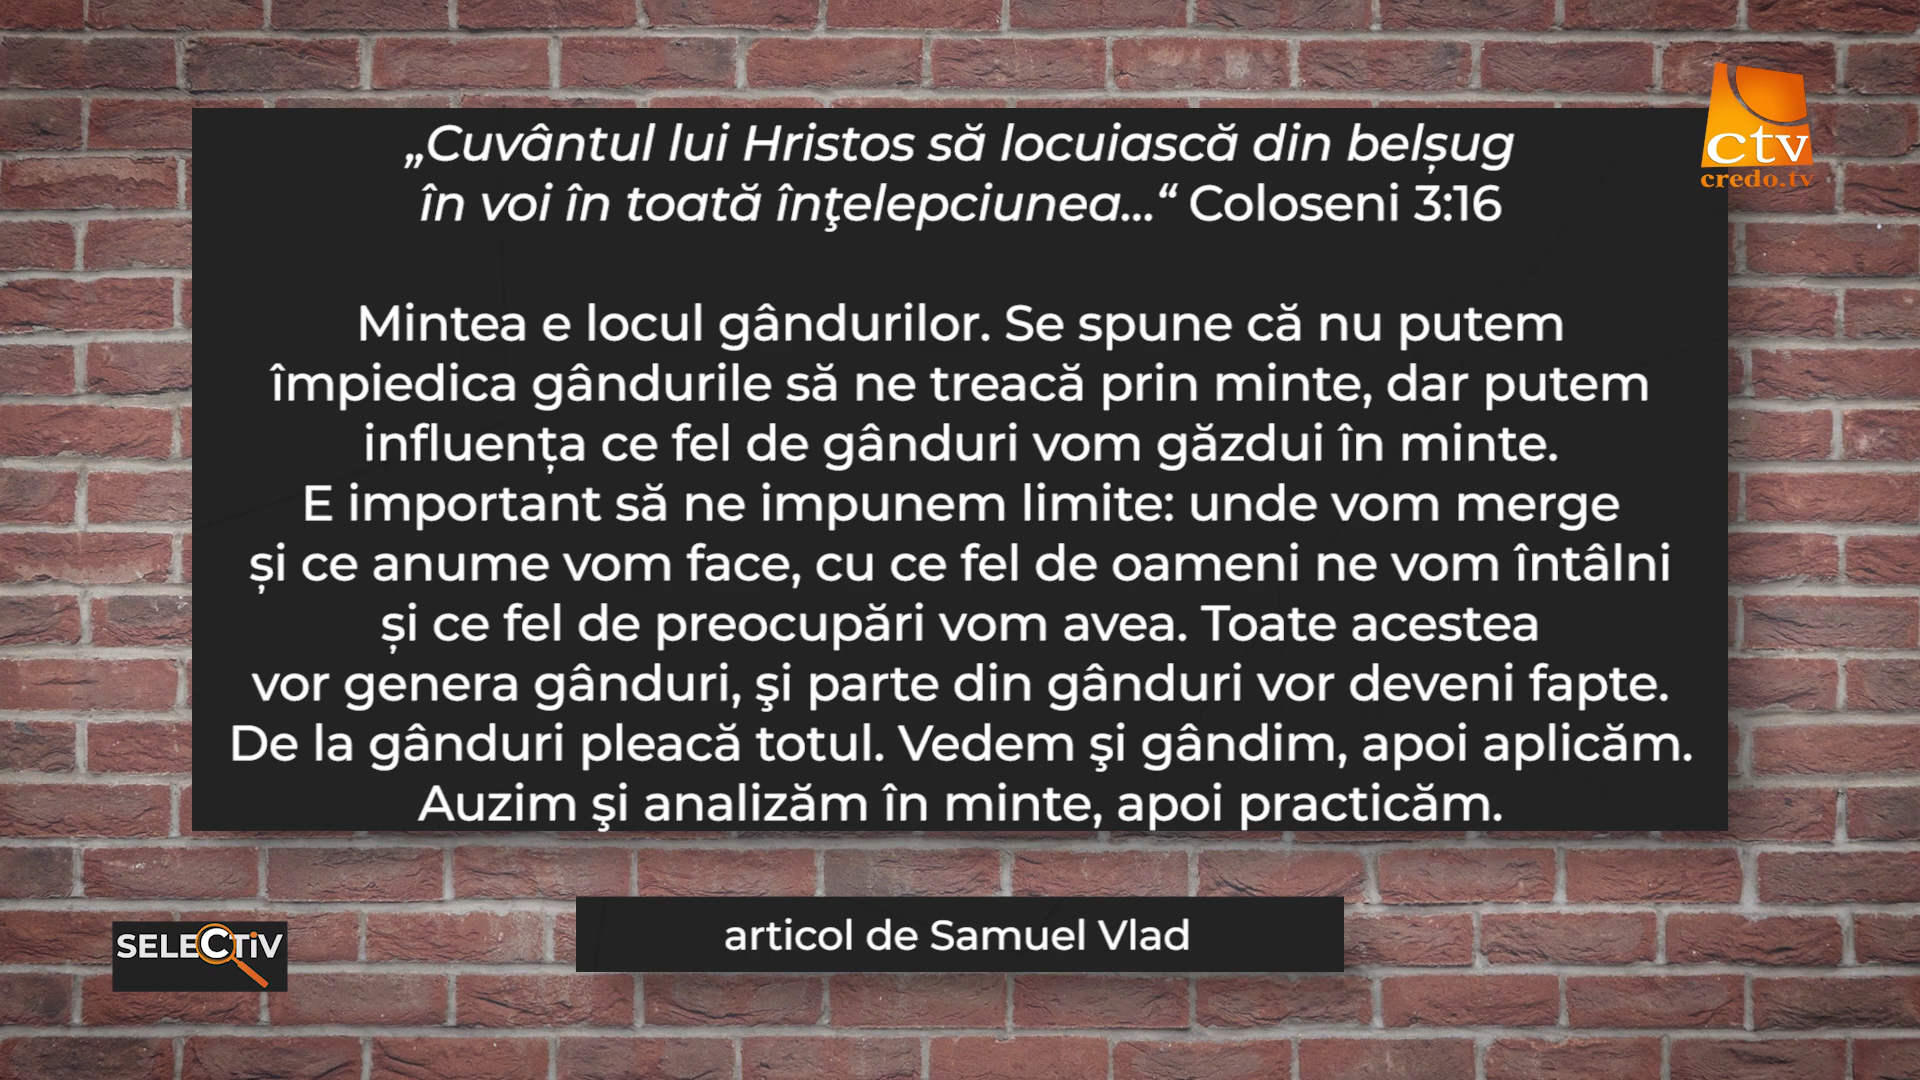 „Cuvântul lui Hristos să locuiască din belșug
în voi în toată înţelepciunea...“ Coloseni 3:16
Mintea e locul gândurilor. Se spune că nu putem
împiedica gândurile să ne treacă prin minte, dar putem
influența ce fel de gânduri vom găzdui în minte.
E important să ne impunem limite: unde vom merge
și ce anume vom face, cu ce fel de oameni ne vom întâlni
și ce fel de preocupări vom avea. Toate acestea
vor genera gânduri, şi parte din gânduri vor deveni fapte.
De la gânduri pleacă totul. Vedem şi gândim, apoi aplicăm.
Auzim şi analizăm în minte, apoi practicăm.
articol de Samuel Vlad
SELECTiV
ctv
credo.tv